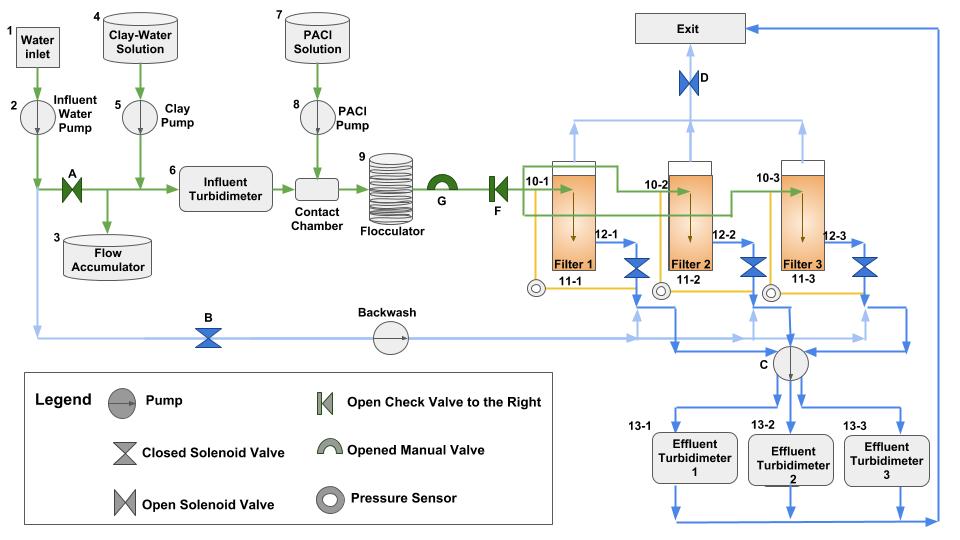 1
Water
inlet
4
Clay-Water
Solution
7
PACl
Solution
Exit
2
Influent
Water
Pump
5
Clay
Pump
8
PACl
Pump
D
A
6
Influent
Turbidimeter
Contact
Chamber
9
Flocculator
G
F
3
Flow
Accumulator
10-1
10-2
10-3
12-1
12-2
12-3
Filter 1
Filter 2
Filter 3
11-1
11-2
11-3
B
Backwash
C
Legend
Pump
Closed Solenoid Valve
Open Solenoid Valve
Open Check Valve to the Right
Opened Manual Valve
Pressure Sensor
13-1
Effluent
Turbidimeter
1
13-2
Effluent
Turbidimeter
2
13-3
Effluent
Turbidimeter
3